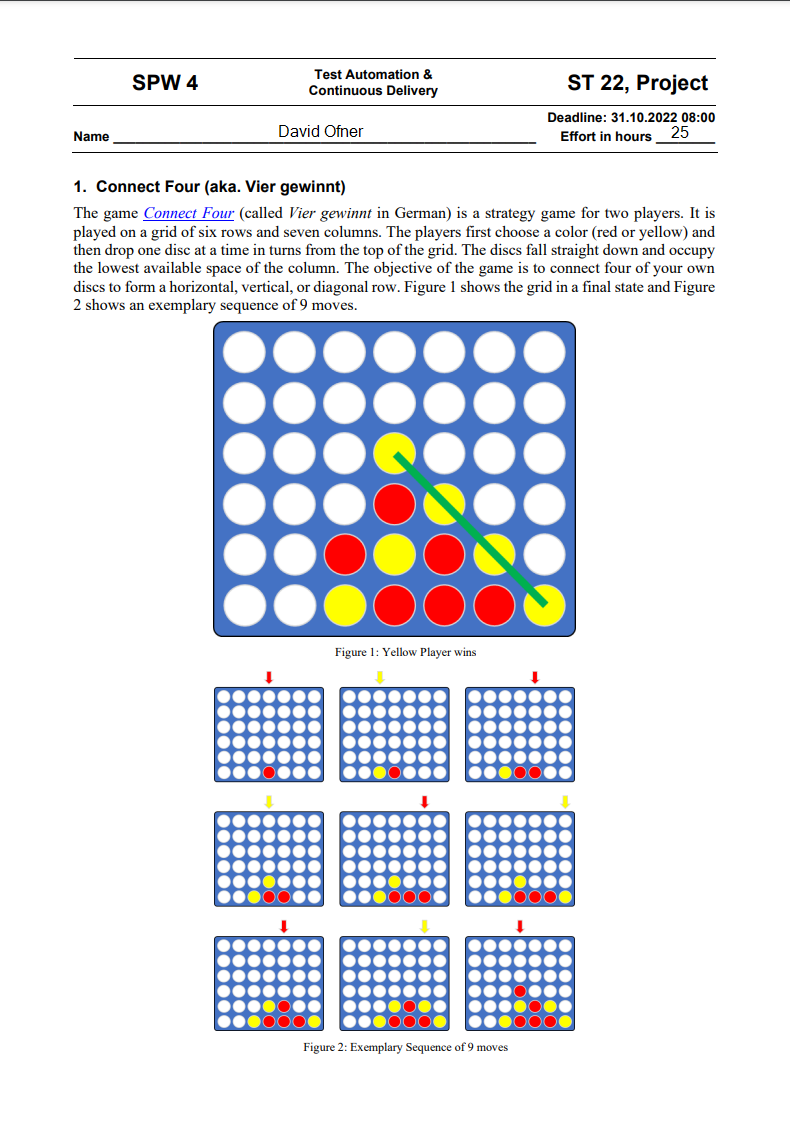 SPW 4
Test Automation &
Continuous Delivery
ST 22, Project
Deadline: 31.10.2022 08:00
Name David Ofner
Effort in hours 25
1. Connect Four (aka. Vier gewinnt)
The game Connect Four (called Vier gewinnt in German) is a strategy game for two players. It is
played on a grid of six rows and seven columns. The players first choose a color (red or yellow) and
then drop one disc at a time in turns from the top of the grid. The discs fall straight down and occupy
the lowest available space of the column. The objective of the game is to connect four of your own
discs to form a horizontal, vertical, or diagonal row. Figure 1 shows the grid in a final state and Figure
2 shows an exemplary sequence of 9 moves.
Figure 1: Yellow Player wins
Figure 2: Exemplary Sequence of 9 moves